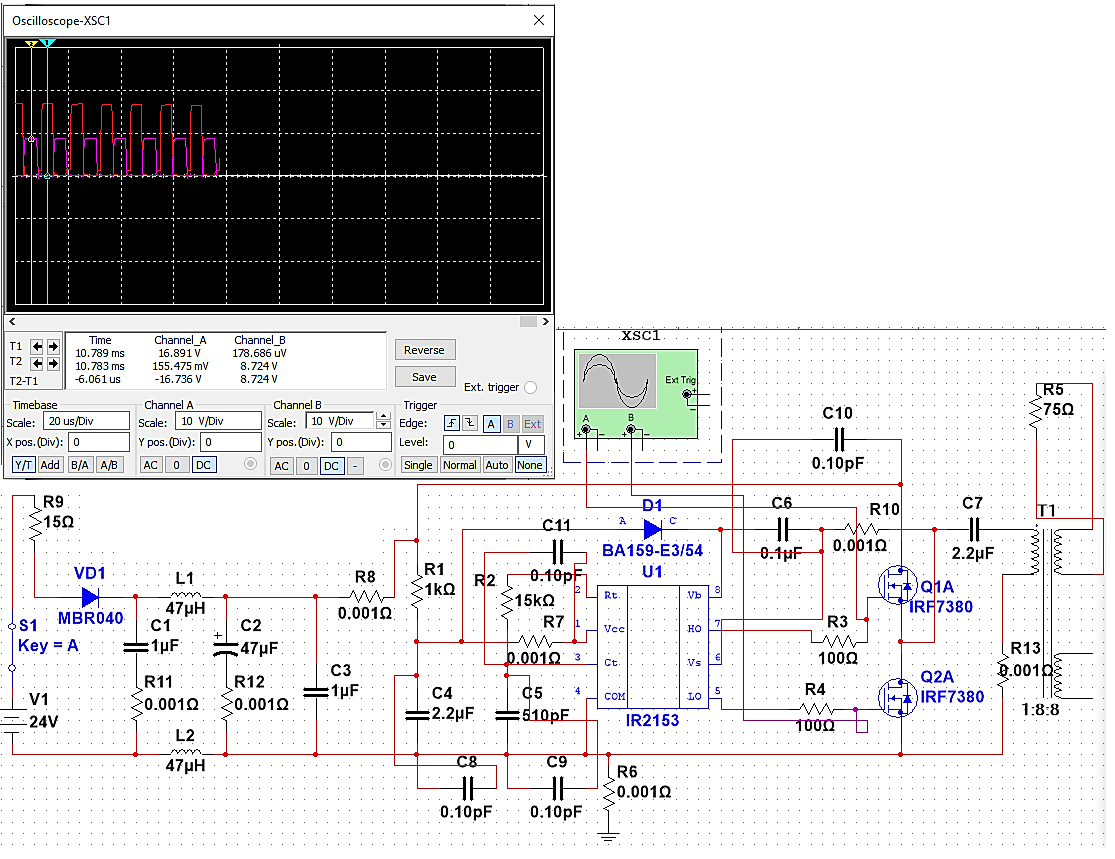 Oscilloscope-XSC1
T1
T2
T2-T1
Time Channel_A Channel_B
10.789 ms 16.891 V 178.686 uV
10.783 ms 155.475 mV 8.724 V
-6.061 us -16.736 V 8.724 V
Reverse
Save
Ext. trigger
Timebase
Scale: 20 us/Div
X pos.(Div): 0
Y/T Add B/A A/B
Channel A
Scale: 10 V/Div
Y pos.(Div): 0
AC 0 DC
Channel B
Scale: 10 V/Div
Y pos.(Div): 0
AC 0 DC -
Trigger
Edge: A B Ext
Level: 0 V
Single Normal Auto None
XSC1
Ext Trig
+
-
A
B
+ -
+ -
R5
75Ω
C10
0.10pF
R9
15Ω
D1
A C
BA159-E3/54
U1
C6
0.1µF
R10
0.001Ω
C7
2.2µF
T1
1:8:8
C11
0.10pF
VD1
MBR040
L1
47µH
R8
0.001Ω
R1
1kΩ
R2
15kΩ
R7
0.001Ω
2 Rt
1 Vcc
3 Ct
4 COM
Vb 8
HO 7
Vs 6
LO 5
IR2153
Q1A
IRF7380
R3
100Ω
S1
Key = A
C1
1µF
C2
+
47µF
C3
1µF
R11
0.001Ω
R12
0.001Ω
V1
24V
L2
47µH
C4
2.2µF
C5
510pF
R4
100Ω
Q2A
IRF7380
R13
0.001Ω
C8
0.10pF
C9
0.10pF
R6
0.001Ω